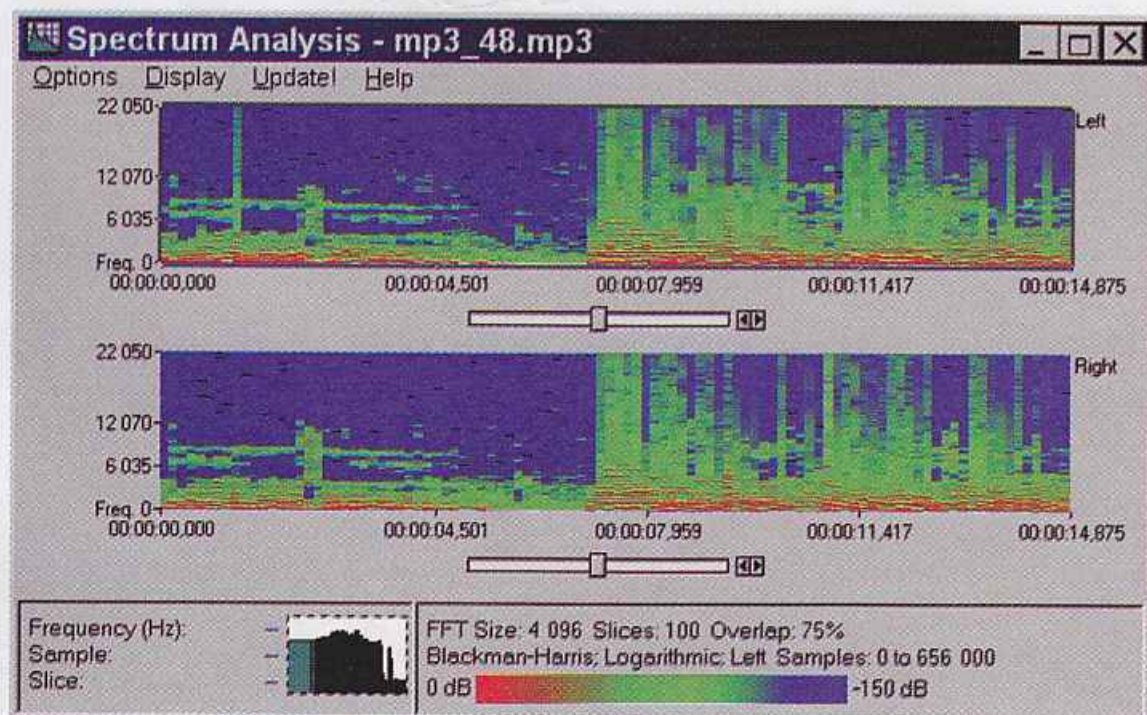 Spectrum Analysis - mp3_48.mp3
Options Display Update! Help
22 050
12 070
6 035
Freq. 0
Left
00:00:00,000 00:00:04,501 00:00:07,959 00:00:11,417 00:00:14,875
22 050
12 070
6 035
Freq. 0
Right
00:00:00,000 00:00:04,501 00:00:07,959 00:00:11,417 00:00:14,875
Frequency (Hz): –
Sample: –
Slice: –
FFT Size: 4 096 Slices: 100 Overlap: 75%
Blackman-Harris; Logarithmic; Left Samples: 0 to 656 000
0 dB -150 dB